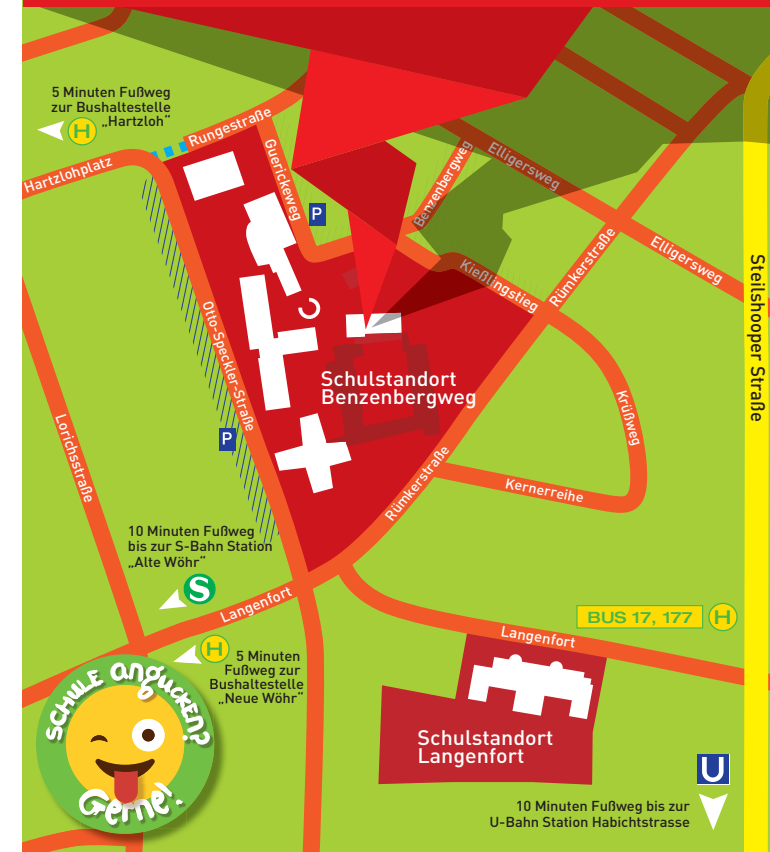 5 Minuten Fußweg
zur Bushaltestelle
„Hartzloh“
H
Rungestraße
Hartzlohplatz
Guerickeweg
P
Benzenbergweg
Elligersweg
Elligersweg
Kießlingstieg
Rümkerstraße
Steilshooper Straße
Otto-Speckler-Straße
Schulstandort
Benzenbergweg
Lorichsstraße
P
Krüßweg
Rümkerstraße
Kernerreihe
10 Minuten Fußweg
bis zur S-Bahn Station
„Alte Wöhr“
S
Langenfort
BUS 17, 177
H
Langenfort
H
5 Minuten
Fußweg zur
Bushaltestelle
„Neue Wöhr“
SCHULE angucken?
Gerne!
Schulstandort
Langenfort
U
10 Minuten Fußweg bis zur
U-Bahn Station Habichtstrasse